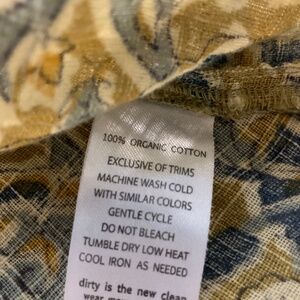 100% ORGANIC COTTON
EXCLUSIVE OF TRIMS
MACHINE WASH COLD
WITH SIMILAR COLORS
GENTLE CYCLE
DO NOT BLEACH
TUMBLE DRY LOW HEAT
COOL IRON AS NEEDED
dirty is the new clean
wear